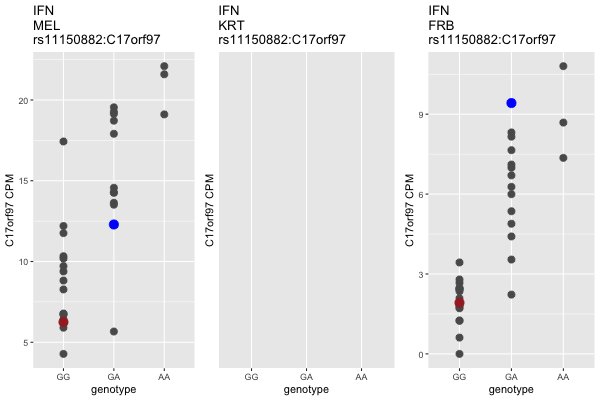 IFN
MEL
rs11150882:C17orf97
C17orf97 CPM
20
15
10
5
GG GA AA
genotype
IFN
KRT
rs11150882:C17orf97
C17orf97 CPM
GG GA AA
genotype
IFN
FRB
rs11150882:C17orf97
C17orf97 CPM
9
6
3
0
GG GA AA
genotype